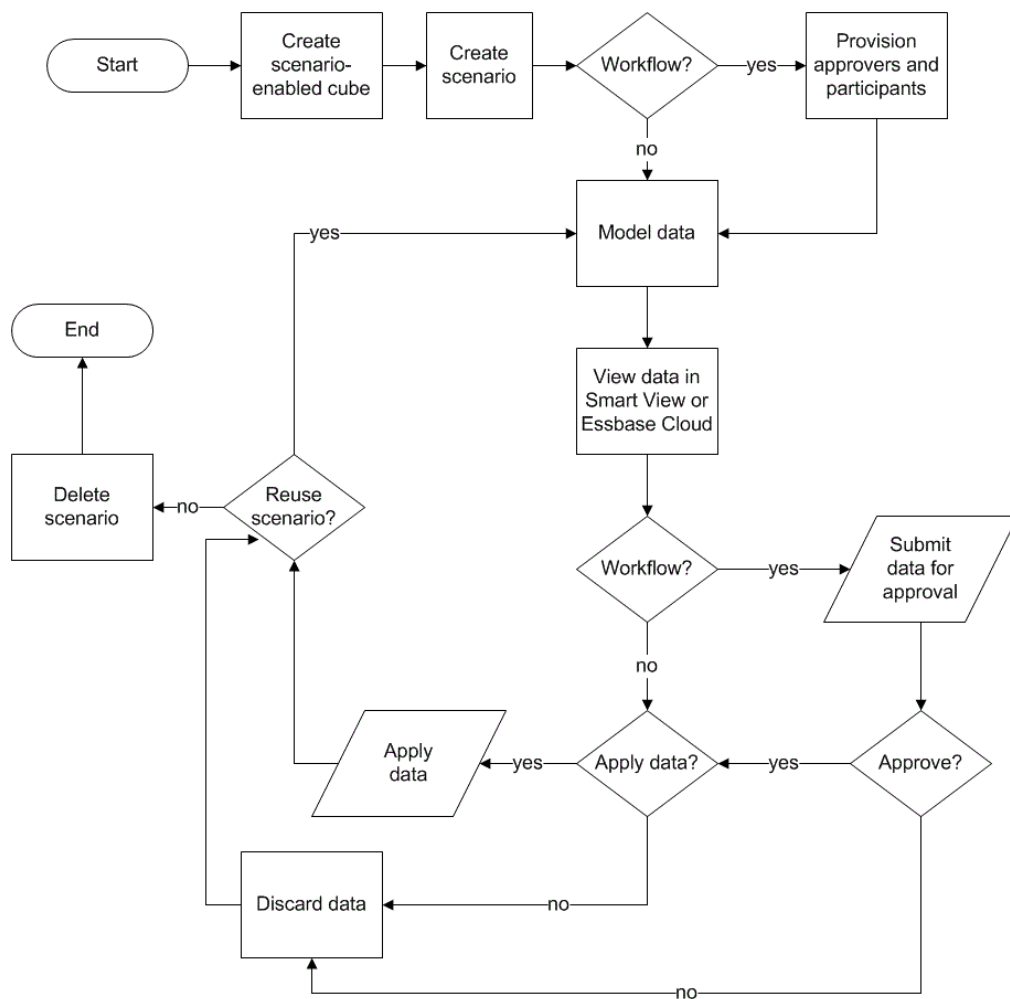 Start
Create
scenario-
enabled cube
Create
scenario
Workflow?
yes
Provision
approvers and
participants
no
yes
Model data
End
View data in
Smart View or
Essbase Cloud
Delete
scenario
no
Reuse
scenario?
Workflow?
yes
Submit
data for
approval
no
Apply
data
yes
Apply data?
yes
Approve?
Discard data
no
no